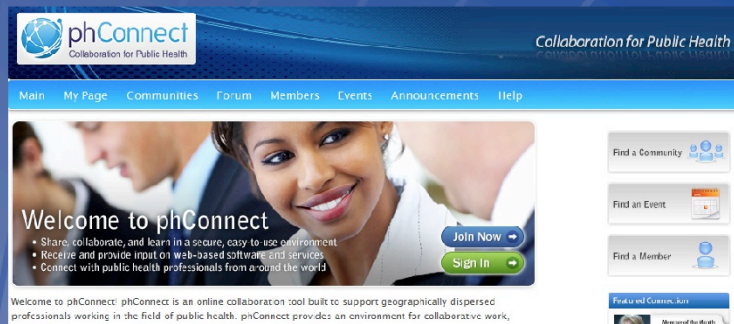 phConnect
Collaboration for Public Health
Collaboration for Public Health
Main My Page Communities Forum Members Events Announcements Help
Welcome to phConnect
• Share, collaborate, and learn in a secure, easy-to-use environment
• Receive and provide input on web-based software and services
• Connect with public health professionals from around the world
Join Now
Sign In
Find a Community
Find an Event
Find a Member
Featured Connection
Member of the Month
Welcome to phConnect! phConnect is an online collaboration tool built to support geographically dispersed
professionals working in the field of public health. phConnect provides an environment for collaborative work,